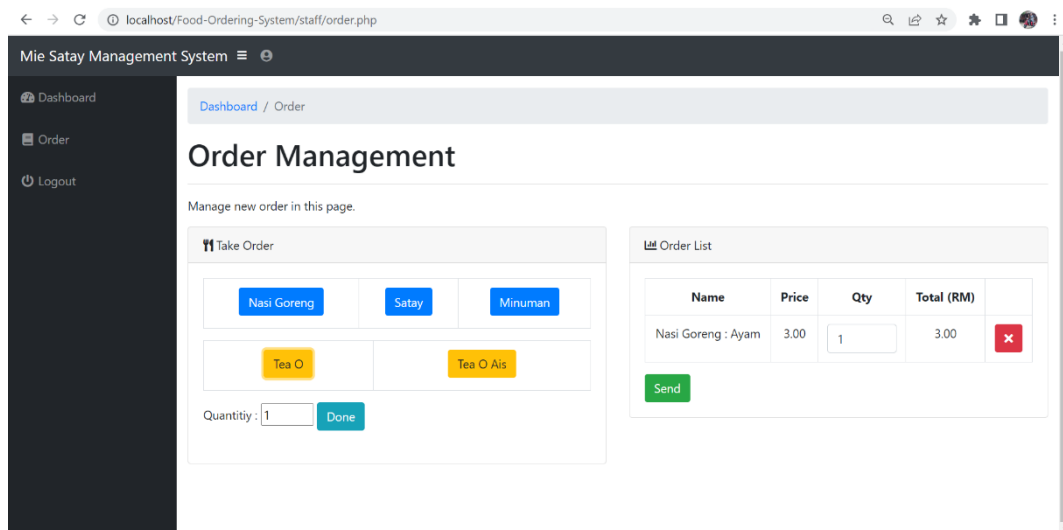 localhost/Food-Ordering-System/staff/order.php
Mie Satay Management System
Dashboard
Order
Logout
Dashboard / Order
Order Management
Manage new order in this page.
Take Order
Nasi Goreng Satay Minuman
Tea O Tea O Ais
Quantitiy : 1 Done
Order List
Name Price Qty Total (RM)
Nasi Goreng : Ayam 3.00 1 3.00
Send